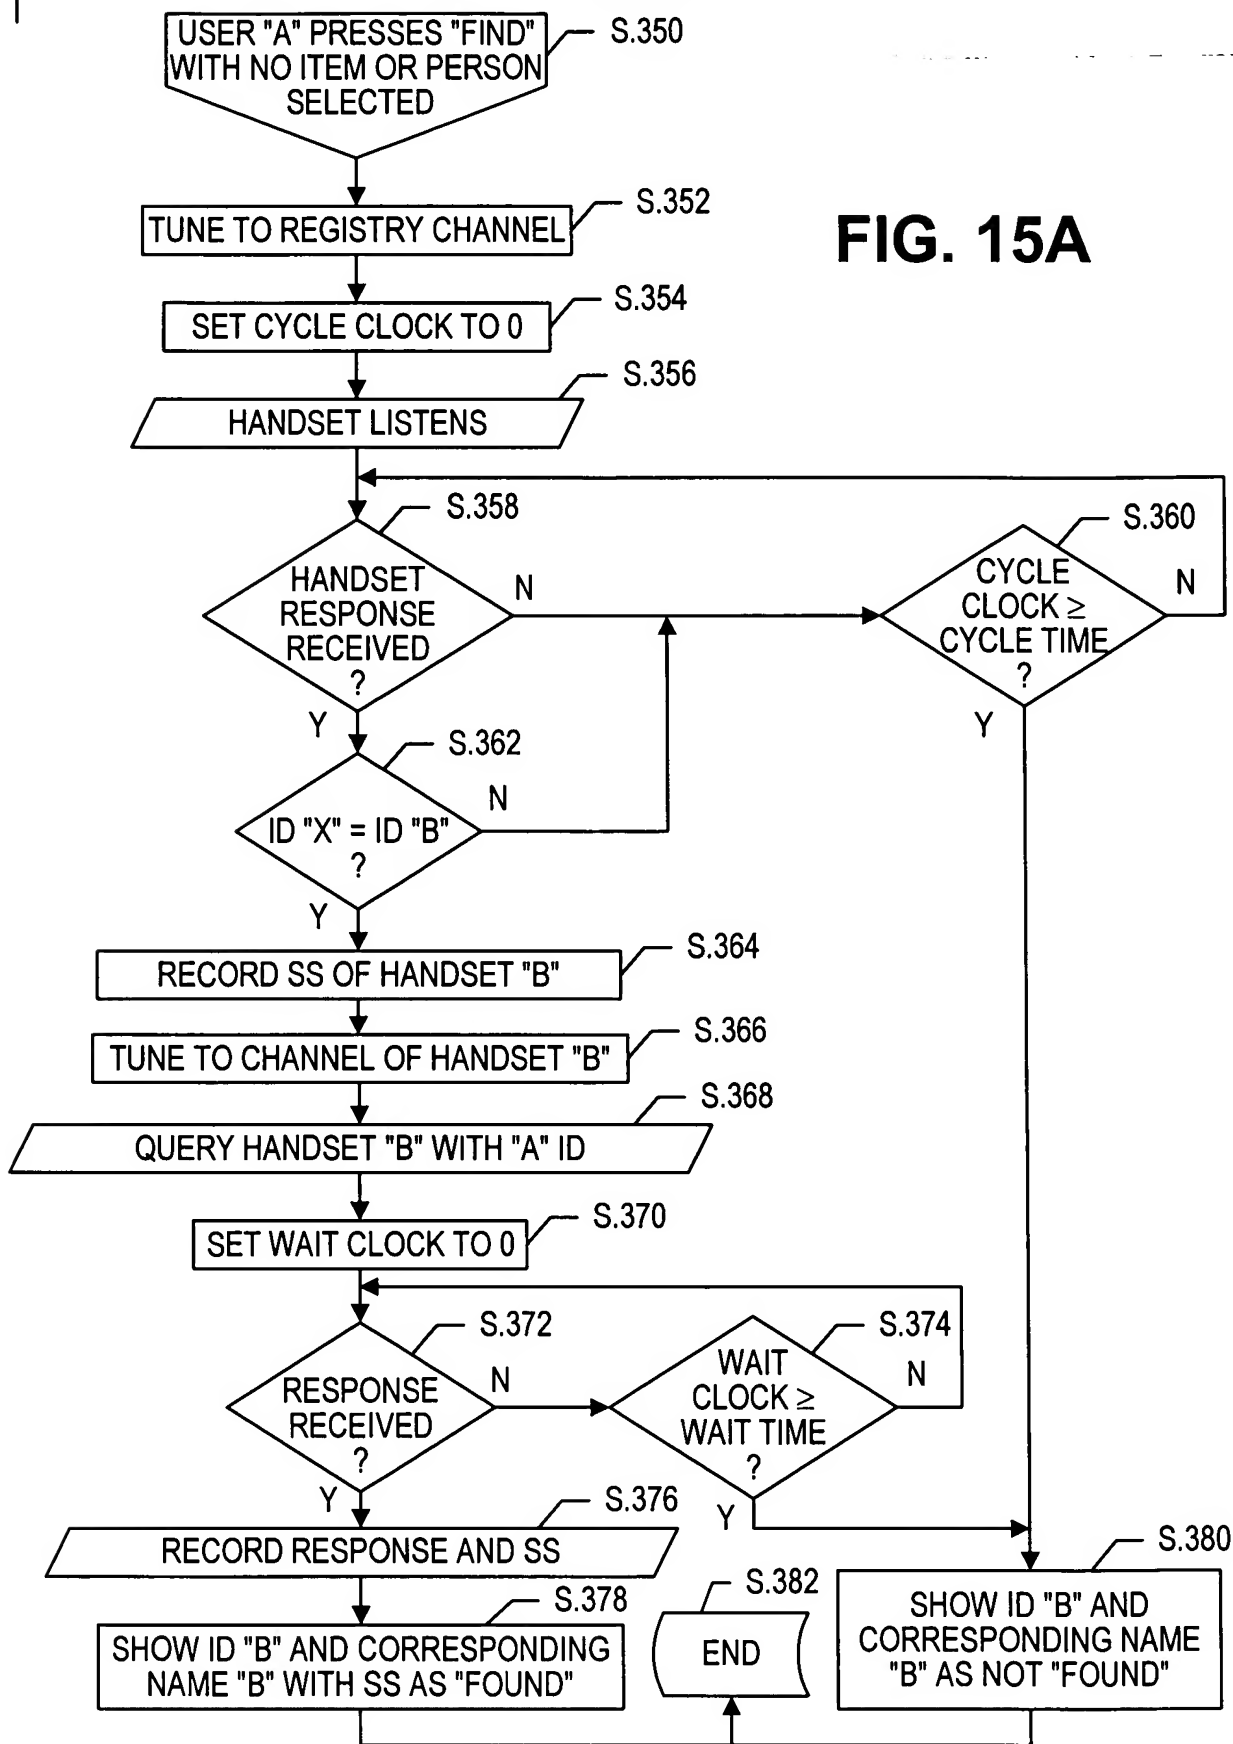 USER "A" PRESSES "FIND"
WITH NO ITEM OR PERSON
SELECTED
S.350
TUNE TO REGISTRY CHANNEL
S.352
FIG. 15A
SET CYCLE CLOCK TO 0
S.354
HANDSET LISTENS
S.356
HANDSET
RESPONSE
RECEIVED
?
S.358
N
Y
CYCLE
CLOCK ≥
CYCLE TIME
?
S.360
N
Y
ID "X" = ID "B"
?
S.362
N
Y
RECORD SS OF HANDSET "B"
S.364
TUNE TO CHANNEL OF HANDSET "B"
S.366
QUERY HANDSET "B" WITH "A" ID
S.368
SET WAIT CLOCK TO 0
S.370
RESPONSE
RECEIVED
?
S.372
N
Y
WAIT
CLOCK ≥
WAIT TIME
?
S.374
N
Y
RECORD RESPONSE AND SS
S.376
SHOW ID "B" AND CORRESPONDING
NAME "B" WITH SS AS "FOUND"
S.378
END
S.382
SHOW ID "B" AND
CORRESPONDING NAME
"B" AS NOT "FOUND"
S.380